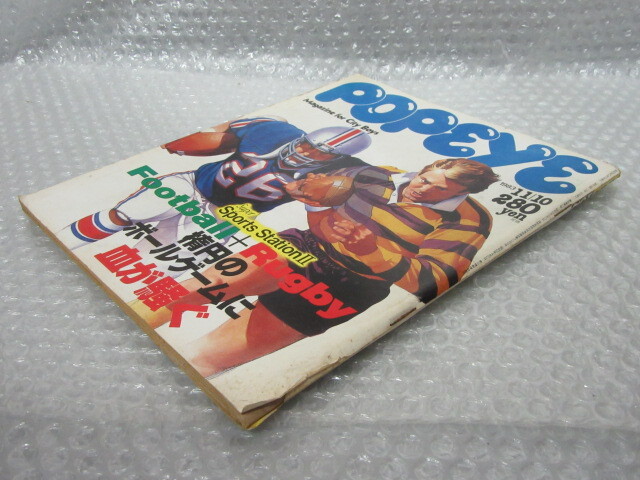 POPEYE
Magazine for City Boys
11/10
280
yen
26
Sports Station!!
Football + Rugby
楕円の
ボールゲームに
血が騒ぐ